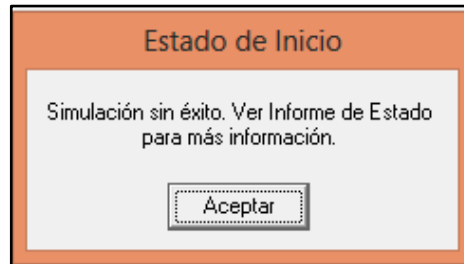 Estado de Inicio
Simulación sin éxito. Ver Informe de Estado
para más información.
Aceptar